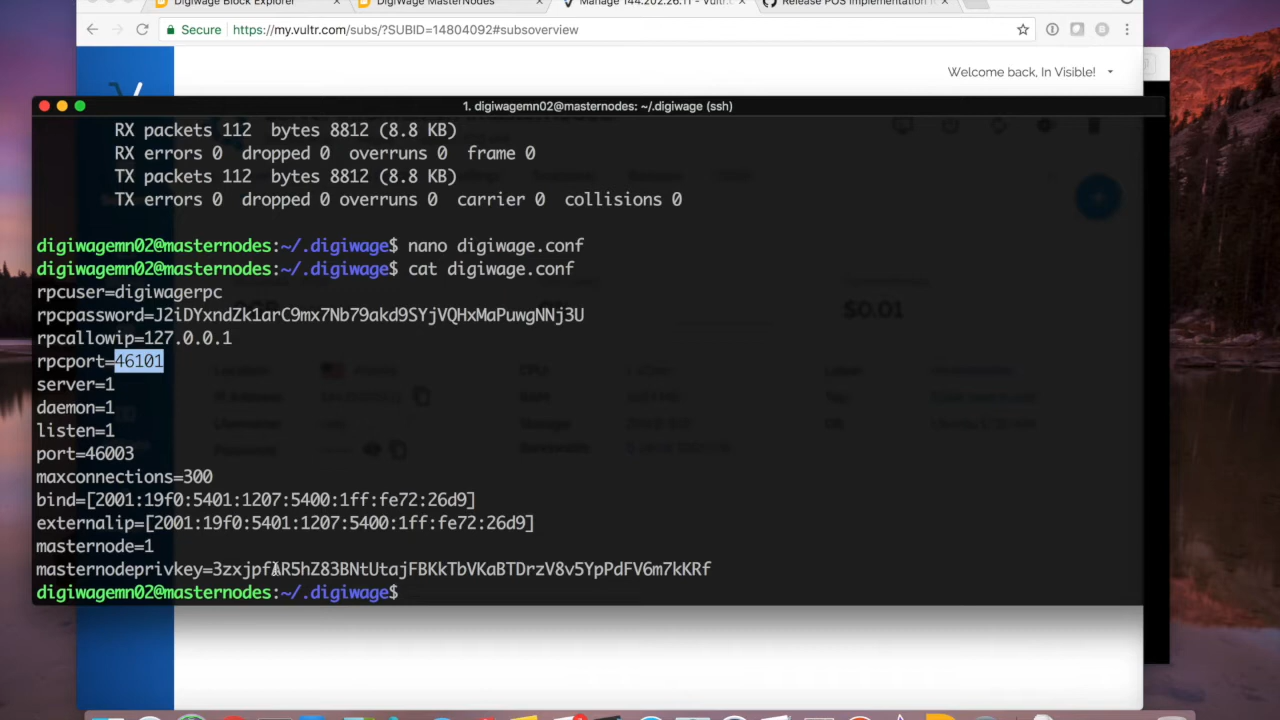 Digiwage Block Explorer
DigiWage MasterNodes
Manage 144.202.26.11 - Vultr.c
Release POS Implementation
Secure
https://my.vultr.com/subs/?SUBID=14804092#subsoverview
Welcome back, In Visible!
1. digiwagemn02@masternodes: ~/.digiwage (ssh)
RX packets 112 bytes 8812 (8.8 KB)
RX errors 0 dropped 0 overruns 0 frame 0
TX packets 112 bytes 8812 (8.8 KB)
TX errors 0 dropped 0 overruns 0 carrier 0 collisions 0
digiwagemn02@masternodes:~/.digiwage$ nano digiwage.conf
digiwagemn02@masternodes:~/.digiwage$ cat digiwage.conf
rpcuser=digiwagerpc
rpcpassword=J2iDYxndZk1arC9mx7Nb79akd9SYjVQHxMaPuwgNNj3U
rpcallowip=127.0.0.1
rpcport=46101
server=1
daemon=1
listen=1
port=46003
maxconnections=300
bind=[2001:19f0:5401:1207:5400:1ff:fe72:26d9]
externalip=[2001:19f0:5401:1207:5400:1ff:fe72:26d9]
masternode=1
masternodeprivkey=3zxjpfAR5hZ83BNtUtajFBKkTbVKaBTDrzV8v5YpPdFV6m7kKRf
digiwagemn02@masternodes:~/.digiwage$
$0.01